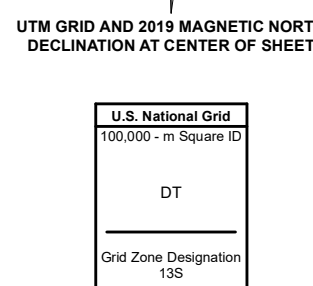 UTM GRID AND 2019 MAGNETIC NORT
DECLINATION AT CENTER OF SHEET
U.S. National Grid
100,000 - m Square ID
DT
Grid Zone Designation
13S